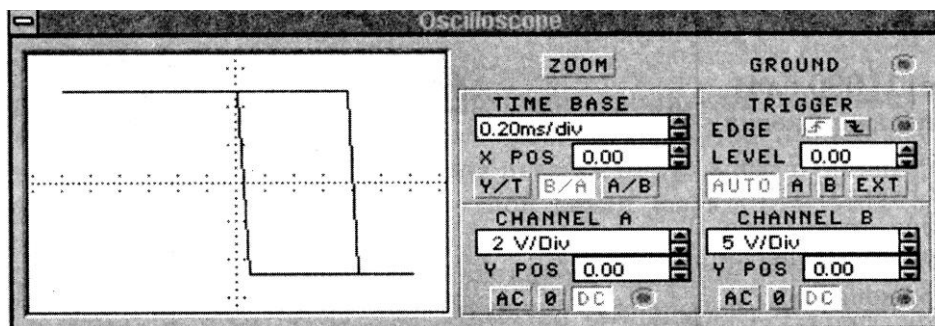 Oscilloscope
ZOOM
GROUND
TIME BASE
0.20ms/div
X POS 0.00
Y/T B/A A/B
TRIGGER
EDGE
LEVEL 0.00
AUTO A B EXT
CHANNEL A
2 V/Div
Y POS 0.00
AC 0 DC
CHANNEL B
5 V/Div
Y POS 0.00
AC 0 DC